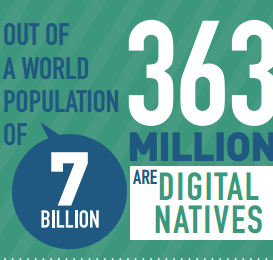 OUT OF
A WORLD
POPULATION
OF
7
BILLION
363
MILLION
ARE DIGITAL
NATIVES